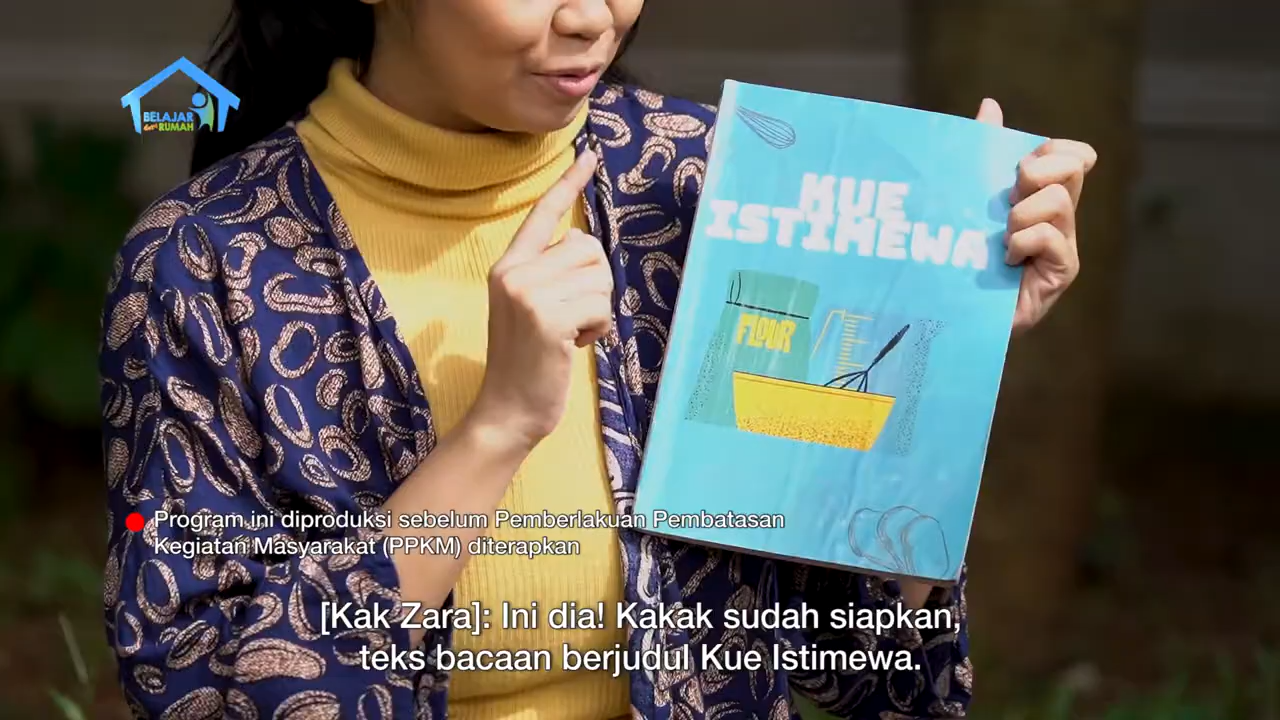 BELAJAR
dari RUMAH
KUE
ISTIMEWA
FLOUR
Program ini diproduksi sebelum Pemberlakuan Pembatasan
Kegiatan Masyarakat (PPKM) diterapkan
[Kak Zara]: Ini dia! Kakak sudah siapkan,
teks bacaan berjudul Kue Istimewa.